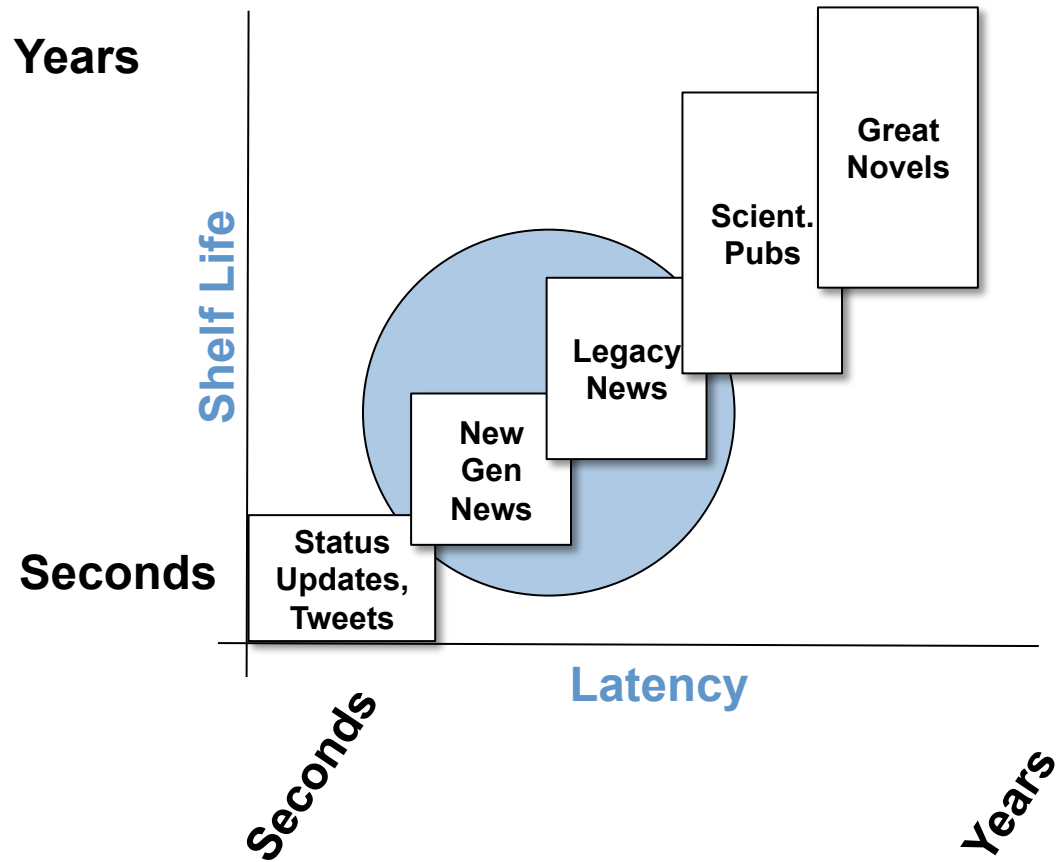 Years
Great
Novels
Scient.
Pubs
Shelf Life
Legacy
News
New
Gen
News
Status
Updates,
Tweets
Seconds
Latency
Seconds
Years